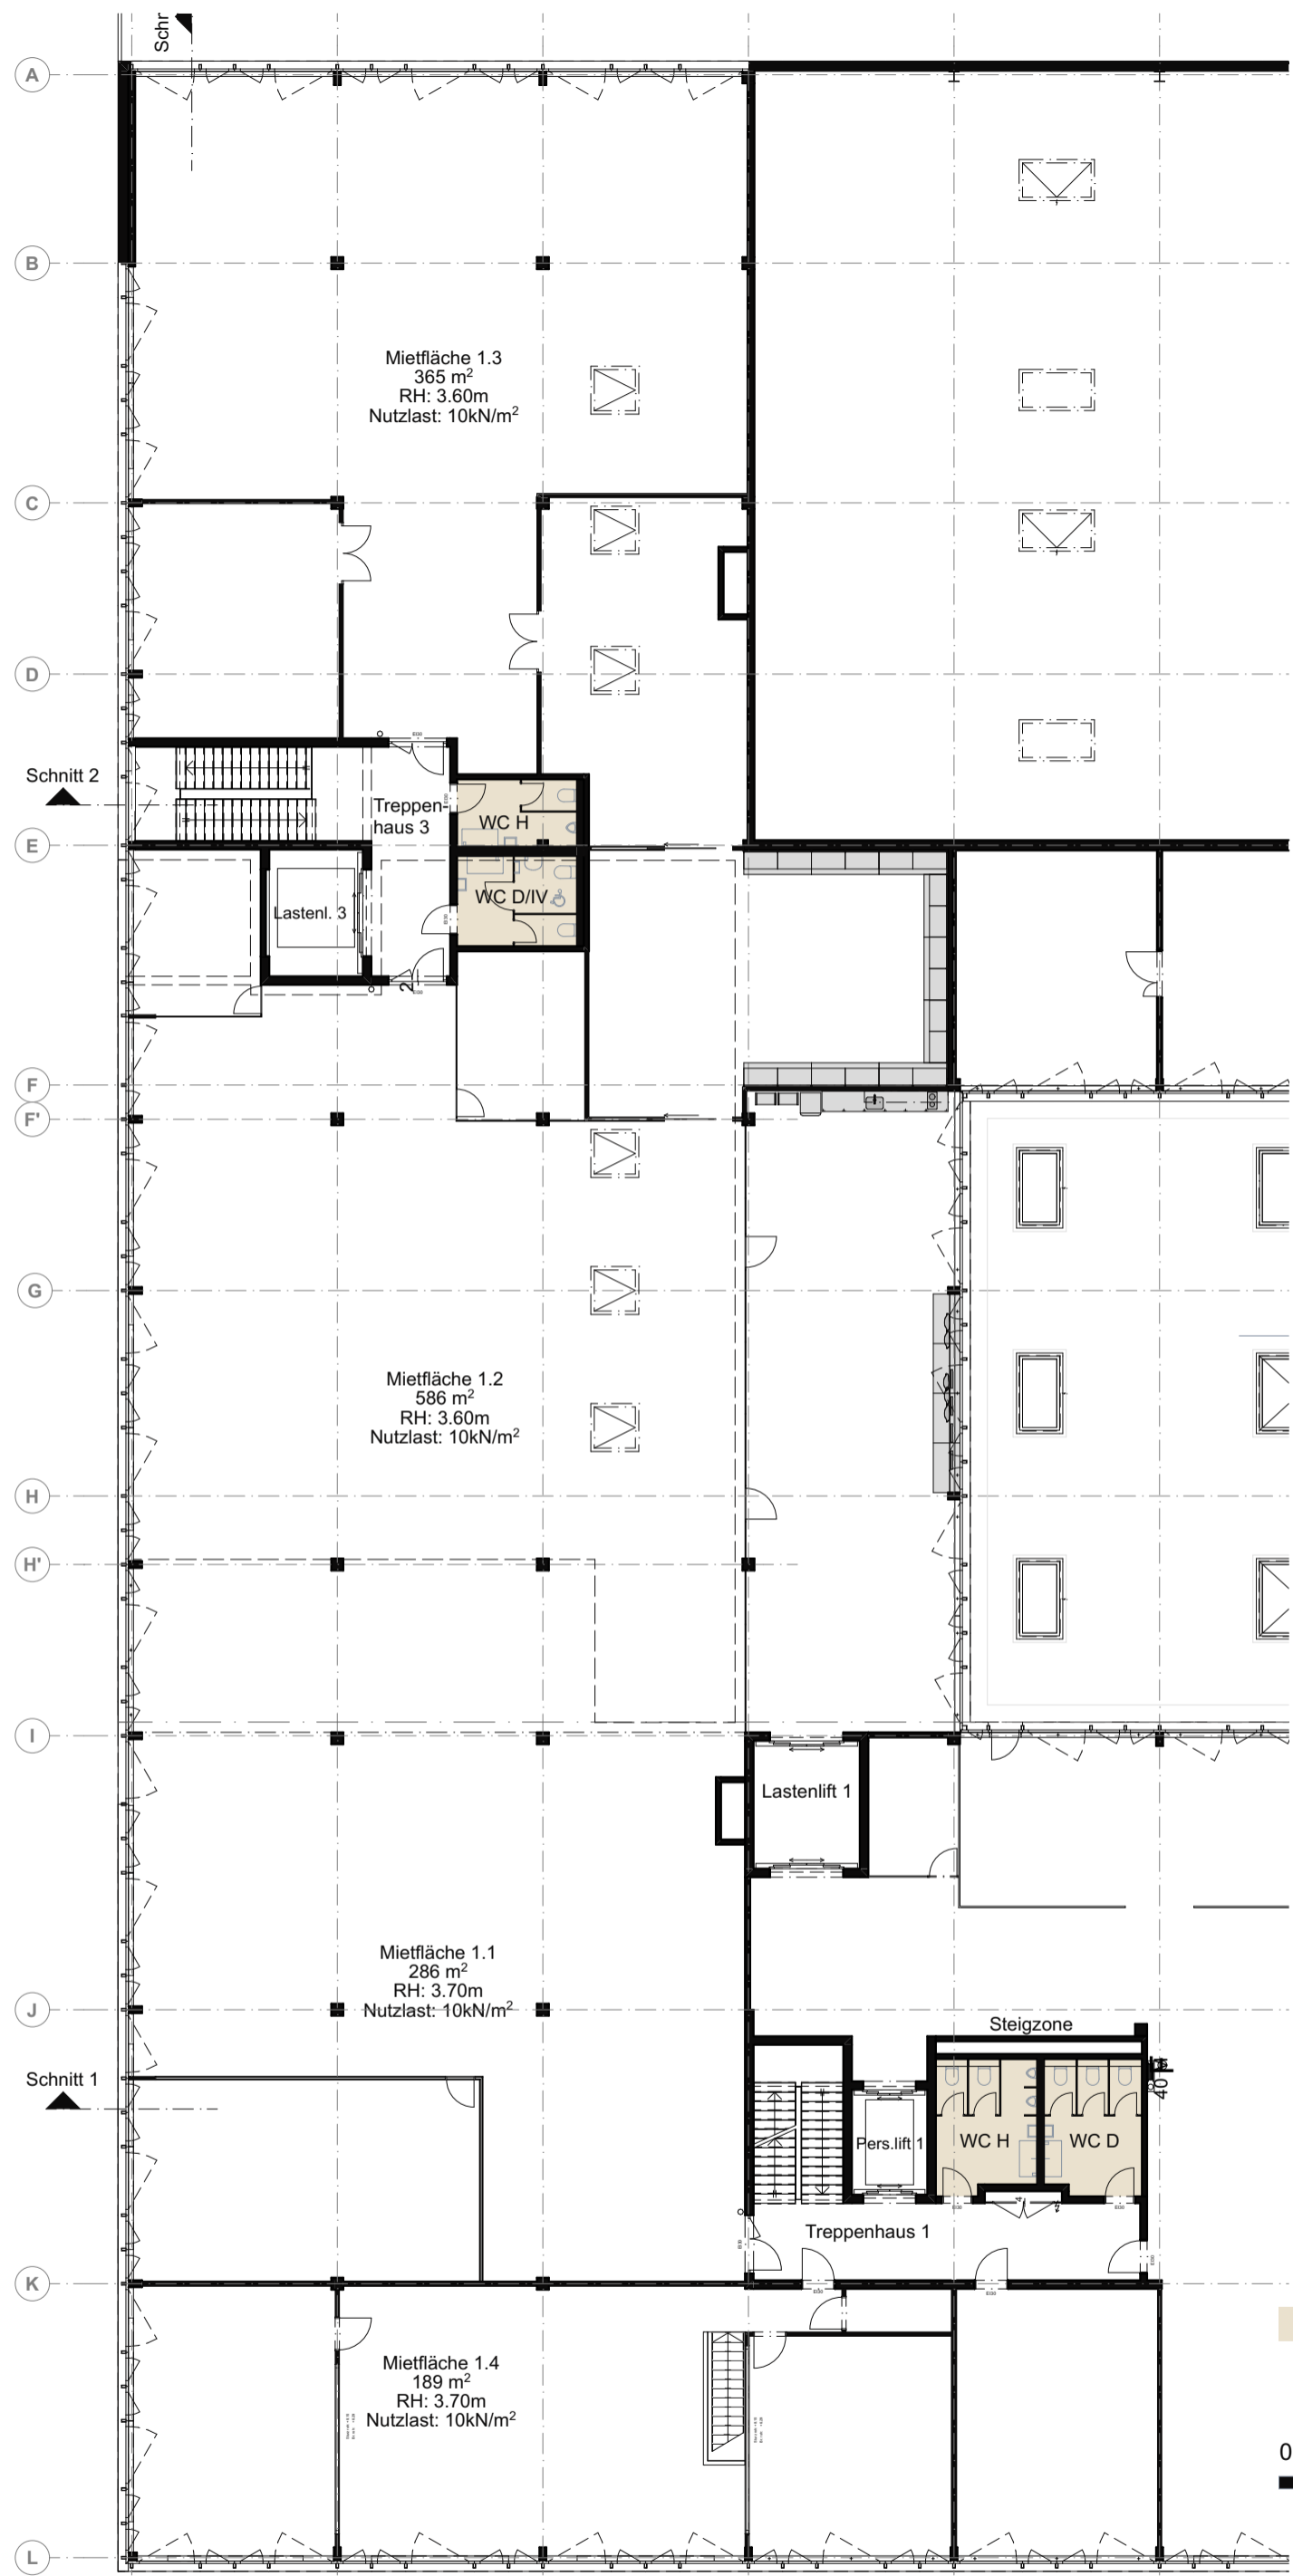 Schr
A
B
Mietfläche 1.3
365 m²
RH: 3.60m
Nutzlast: 10kN/m²
C
D
Schnitt 2
Treppen-
haus 3
WC H
E
WC D/IV
Lastenl. 3
2
F
F'
G
Mietfläche 1.2
586 m²
RH: 3.60m
Nutzlast: 10kN/m²
H
H'
I
Lastenlift 1
Mietfläche 1.1
286 m²
RH: 3.70m
Nutzlast: 10kN/m²
J
Steigzone
Schnitt 1
40
Pers.lift 1
WC H
WC D
Treppenhaus 1
K
Mietfläche 1.4
189 m²
RH: 3.70m
Nutzlast: 10kN/m²
0
L